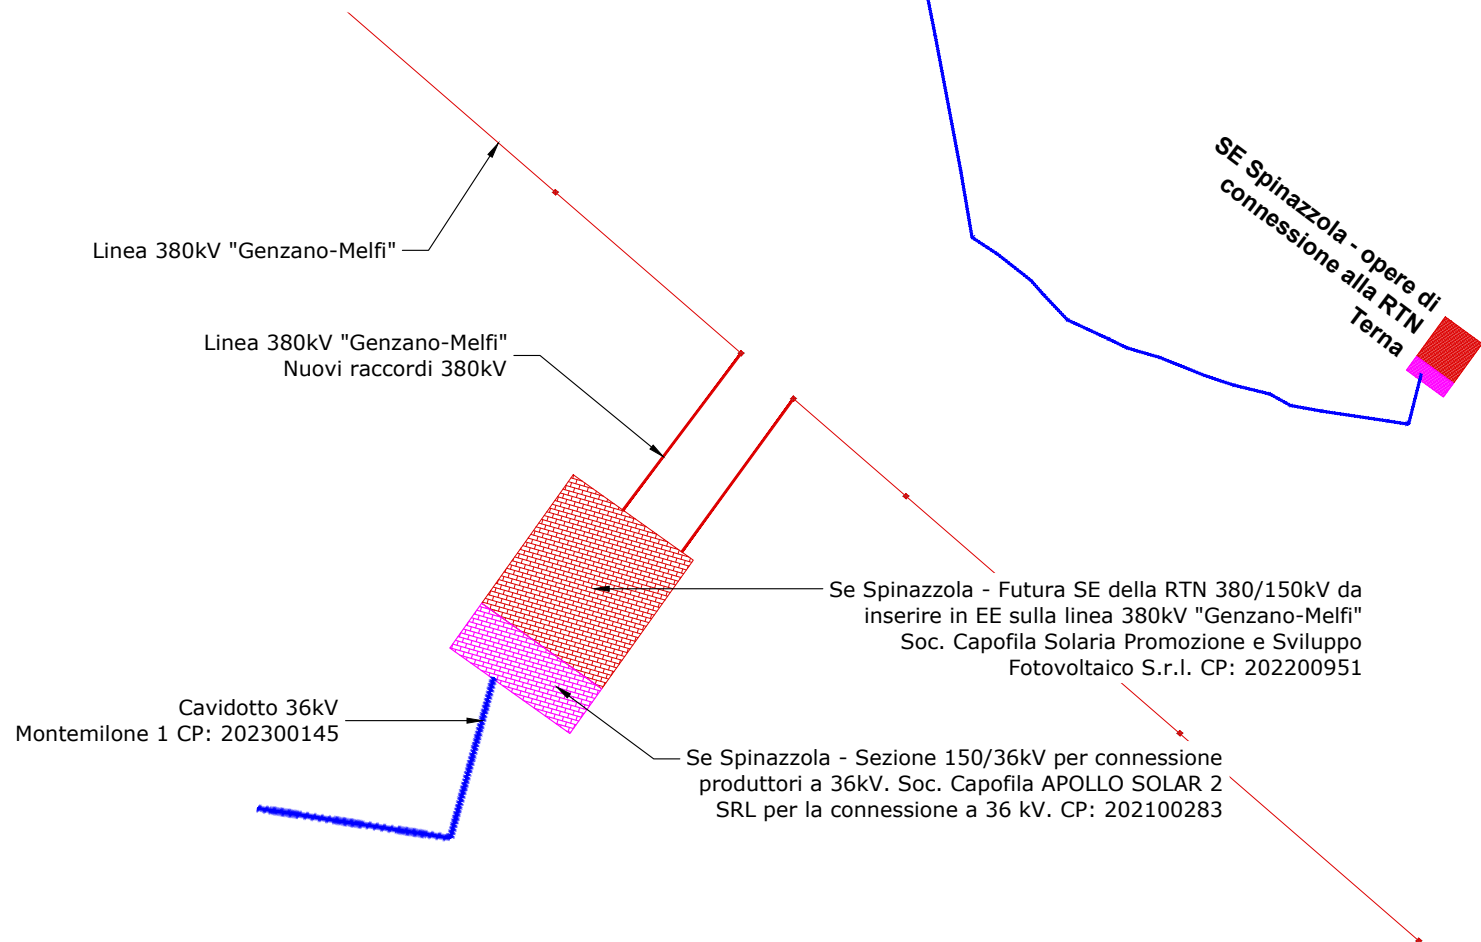 SE Spinazzola - opere di
connessione alla RTN
Terna
Linea 380kV "Genzano-Melfi"
Linea 380kV "Genzano-Melfi"
Nuovi raccordi 380kV
Se Spinazzola - Futura SE della RTN 380/150kV da
inserire in EE sulla linea 380kV "Genzano-Melfi"
Soc. Capofila Solaria Promozione e Sviluppo
Fotovoltaico S.r.l. CP: 202200951
Cavidotto 36kV
Montemilone 1 CP: 202300145
Se Spinazzola - Sezione 150/36kV per connessione
produttori a 36kV. Soc. Capofila APOLLO SOLAR 2
SRL per la connessione a 36 kV. CP: 202100283